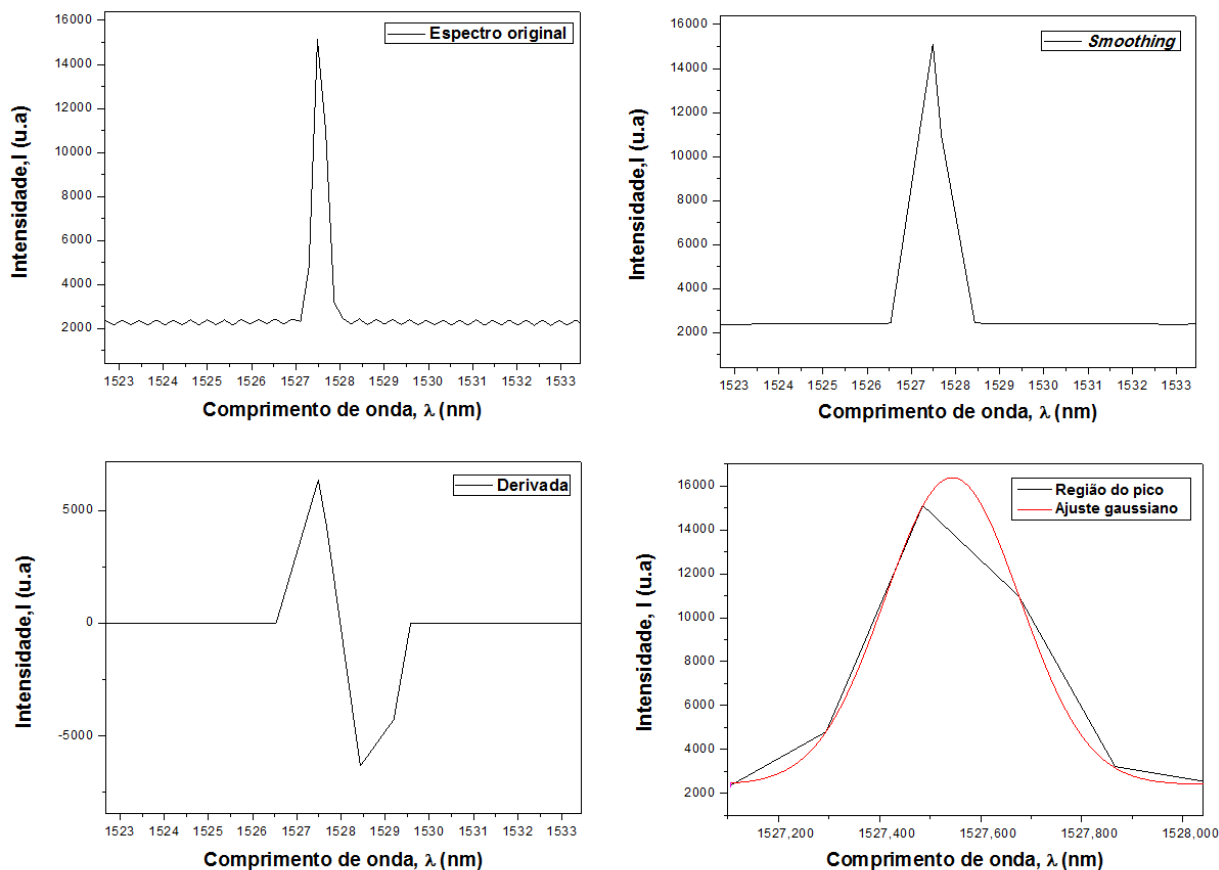 Espectro original
Intensidade,I (u.a)
16000
14000
12000
10000
8000
6000
4000
2000
1523 1524 1525 1526 1527 1528 1529 1530 1531 1532 1533
Comprimento de onda, λ (nm)
Smoothing
Intensidade,I (u.a)
16000
14000
12000
10000
8000
6000
4000
2000
1523 1524 1525 1526 1527 1528 1529 1530 1531 1532 1533
Comprimento de onda, λ (nm)
Derivada
Intensidade,I (u.a)
5000
0
-5000
1523 1524 1525 1526 1527 1528 1529 1530 1531 1532 1533
Comprimento de onda, λ (nm)
Região do pico
Ajuste gaussiano
Intensidade, I (u.a)
16000
14000
12000
10000
8000
6000
4000
2000
1527,200 1527,400 1527,600 1527,800 1528,000
Comprimento de onda, λ (nm)